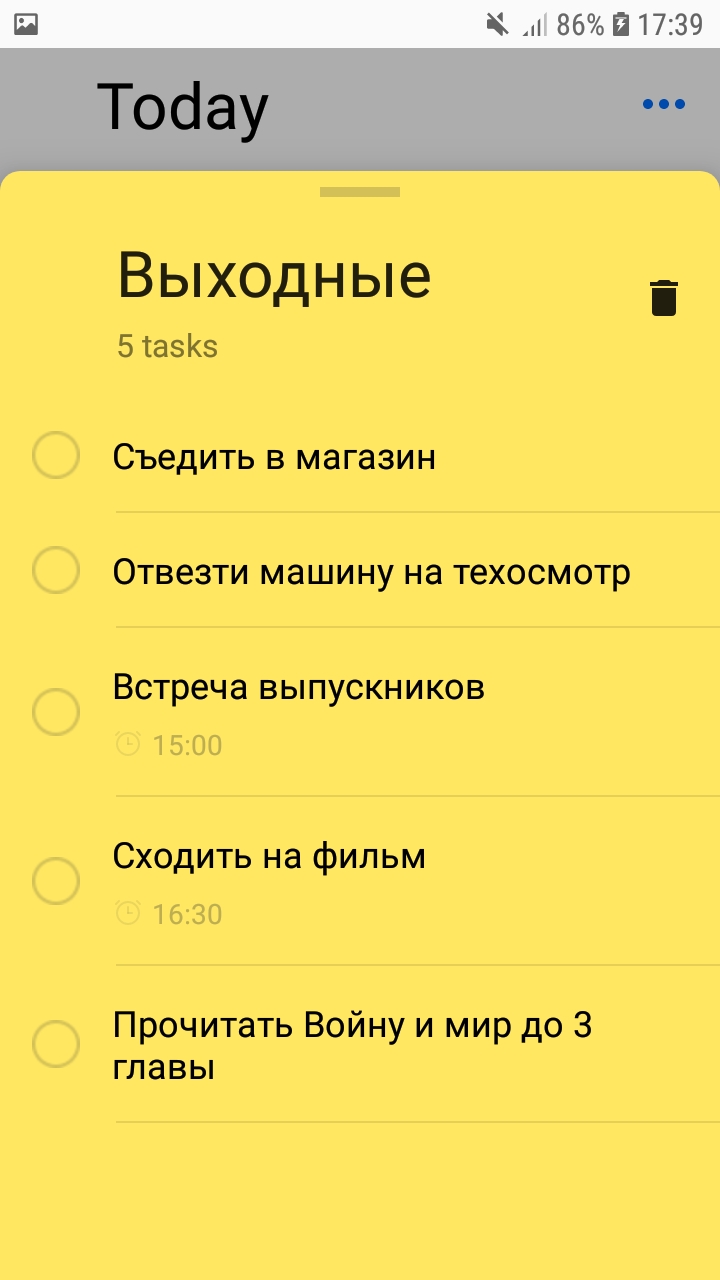 86% 17:39
Today
Выходные
5 tasks
Съедить в магазин
Отвезти машину на техосмотр
Встреча выпускников
15:00
Сходить на фильм
16:30
Прочитать Войну и мир до 3
главы